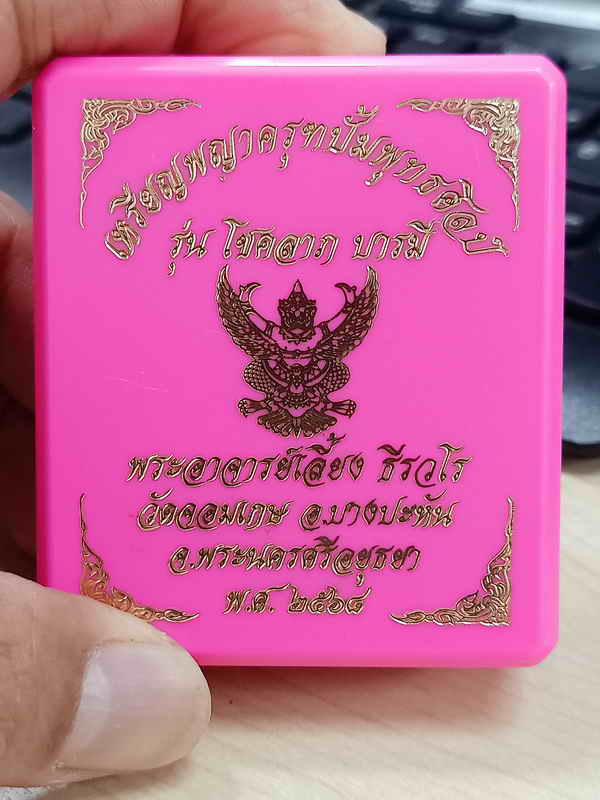 เหรียญพญาครุฑปั้มพุทธศิลป์
รุ่น โชคลาภ บารมี
พระอาจารย์เลี้ยง ธีรวโร
วัดจอมเกษ อ.บางปะหัน
จ.พระนครศรีอยุธยา
พ.ศ. ๒๕๖๘